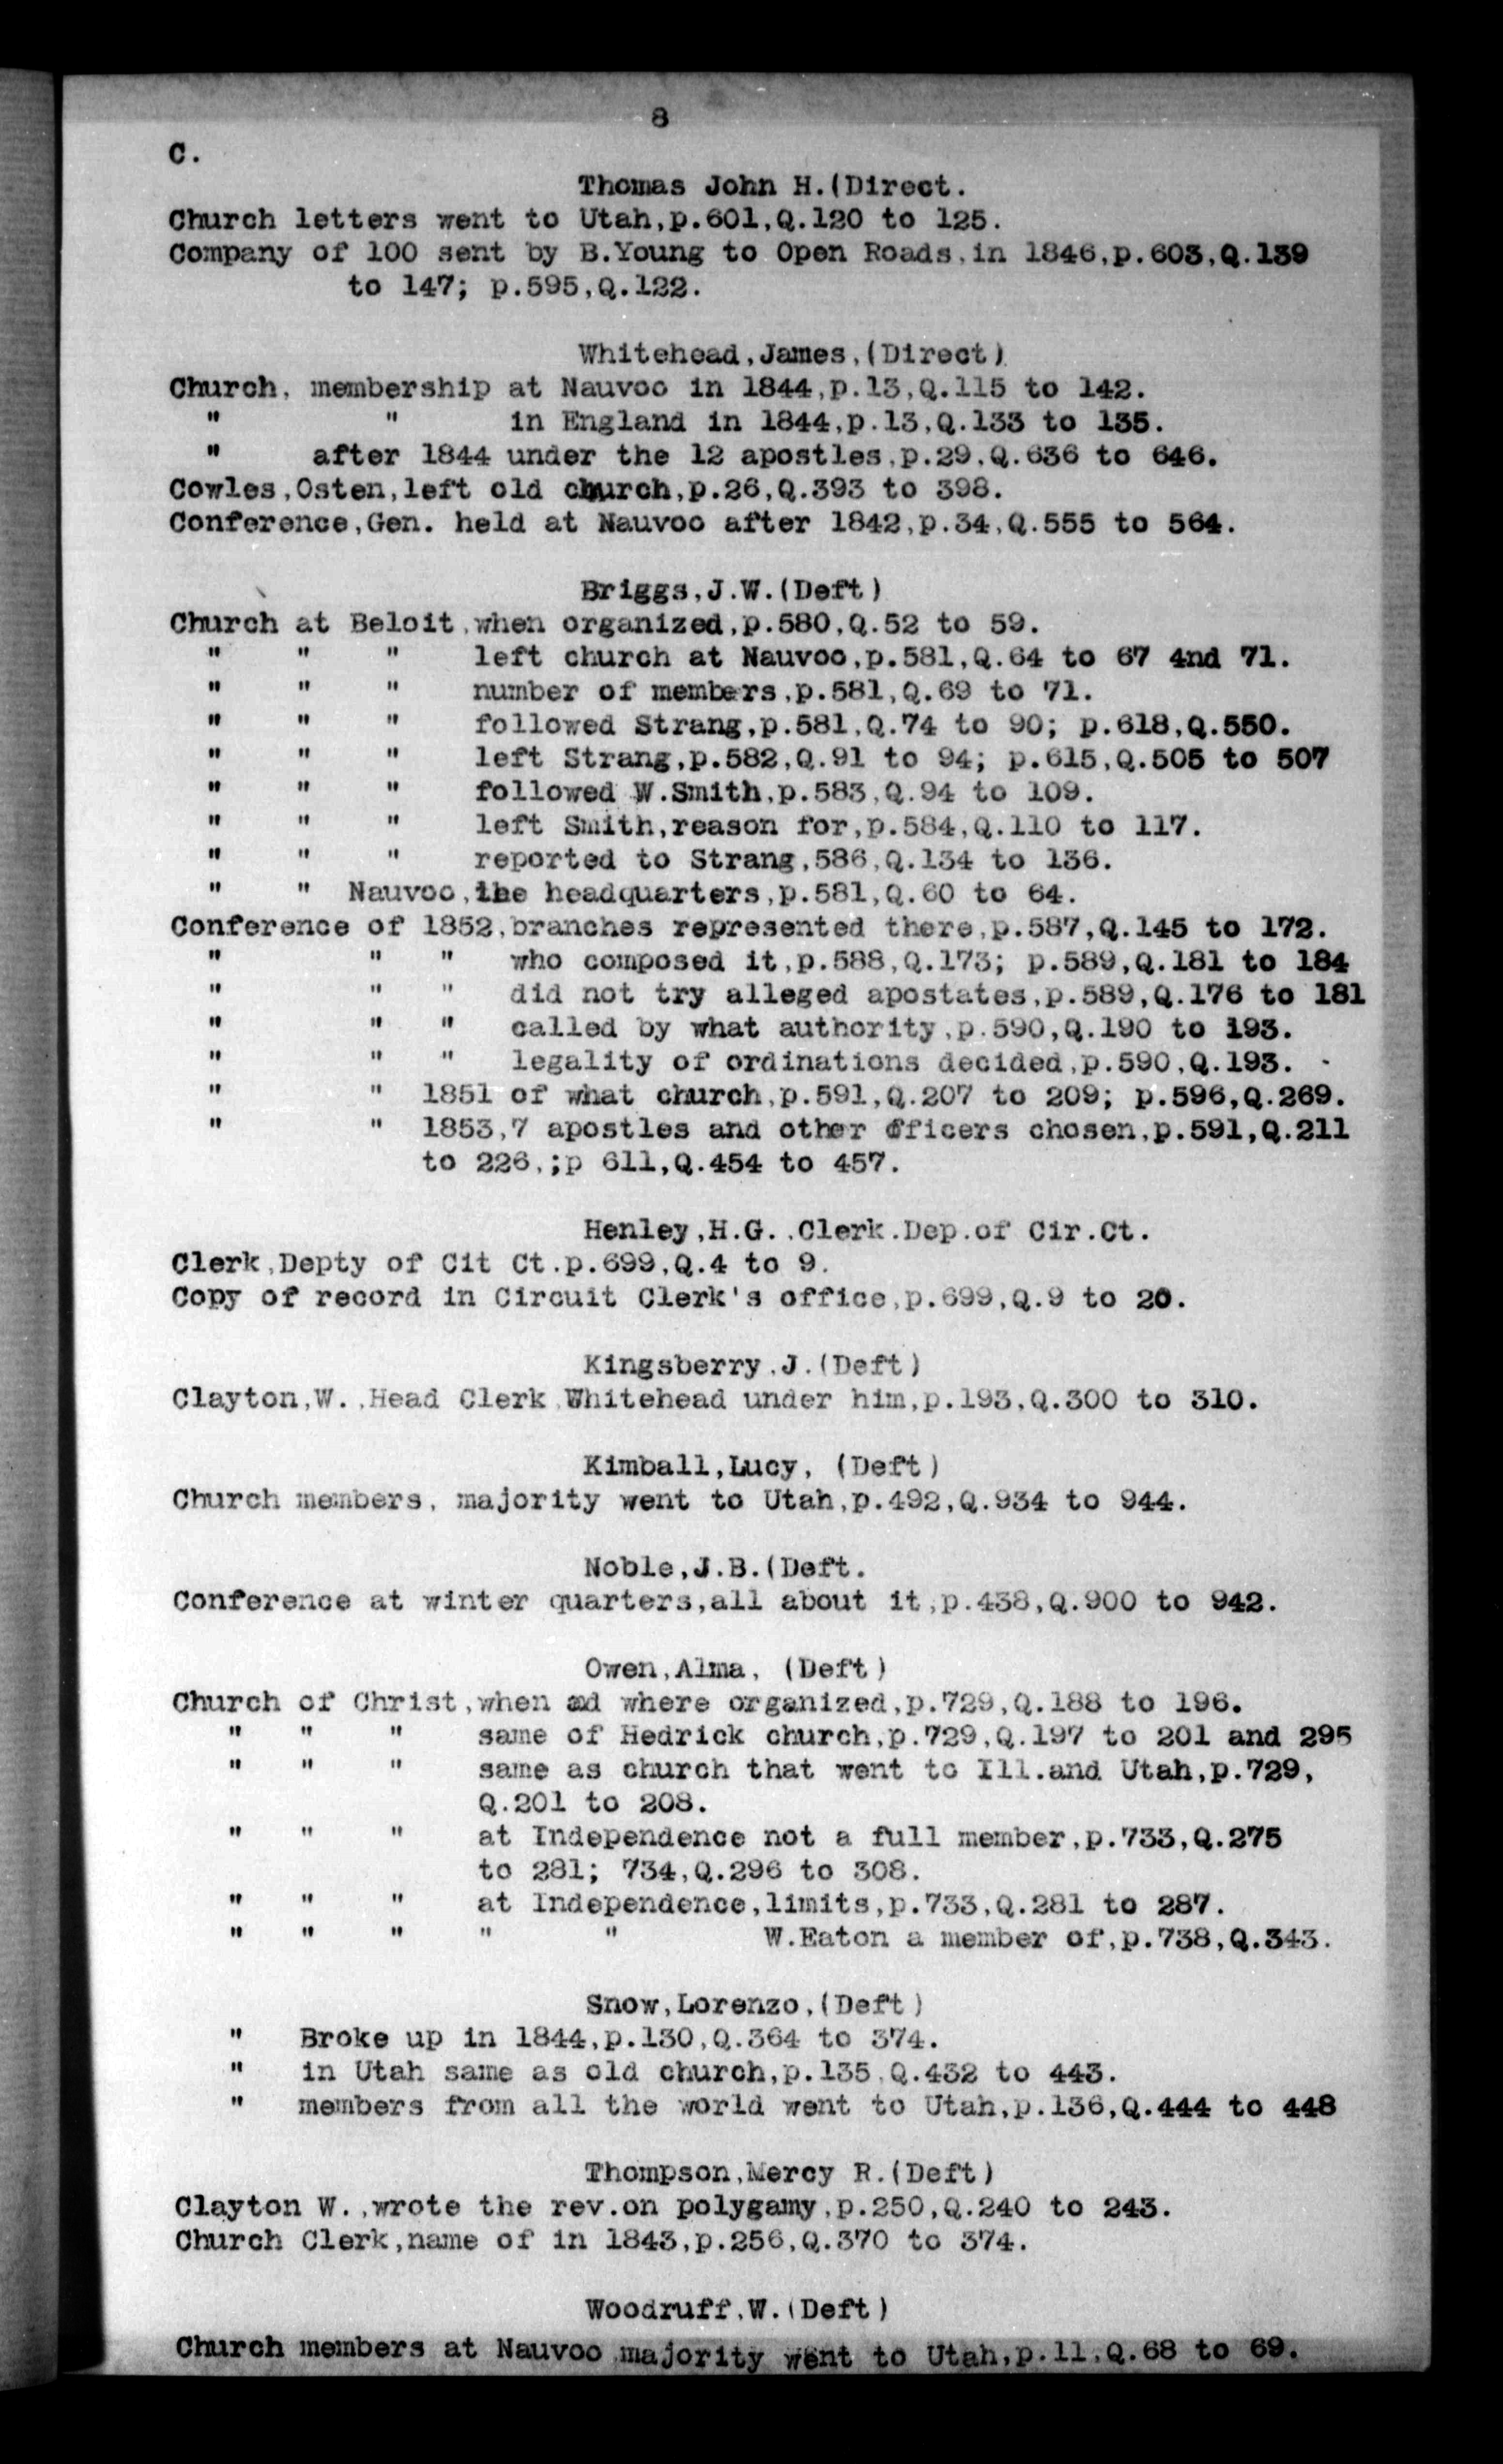 8
C.
Thomas John H.(Direct.
Church letters went to Utah,p.601,Q.120 to 125.
Company of 100 sent by B.Young to Open Roads,in 1846,p.603,Q.139
to 147; p.595,Q.122.
Whitehead,James,(Direct)
Church, membership at Nauvoo in 1844,p.13,Q.115 to 142.
" " in England in 1844,p.13,Q.133 to 135.
" after 1844 under the 12 apostles,p.29,Q.636 to 646.
Cowles,Osten,left old church,p.26,Q.393 to 398.
Conference,Gen. held at Nauvoo after 1842,p.34,Q.555 to 564.
Briggs,J.W.(Deft)
Church at Beloit,when organized,p.580,Q.52 to 59.
" " " left church at Nauvoo,p.581,Q.64 to 67 4nd 71.
" " " number of members,p.581,Q.69 to 71.
" " " followed Strang,p.581,Q.74 to 90; p.618,Q.550.
" " " left Strang,p.582,Q.91 to 94; p.615,Q.505 to 507
" " " followed W.Smith,p.583,Q.94 to 109.
" " " left Smith,reason for,p.584,Q.110 to 117.
" " " reported to Strang,586,Q.134 to 136.
" " Nauvoo,the headquarters,p.581,Q.60 to 64.
Conference of 1852,branches represented there,p.587,Q.145 to 172.
" " " who composed it,p.588,Q.173; p.589,Q.181 to 184
" " " did not try alleged apostates,p.589,Q.176 to 181
" " " called by what authority,p.590,Q.190 to 193.
" " " legality of ordinations decided,p.590,Q.193. -
" " 1851 of what church,p.591,Q.207 to 209; p.596,Q.269.
" " 1853,7 apostles and other officers chosen,p.591,Q.211
to 226,;p 611,Q.454 to 457.
Henley,H.G.,Clerk.Dep.of Cir.Ct.
Clerk,Depty of Cit Ct.p.699,Q.4 to 9.
Copy of record in Circuit Clerk's office,p.699,Q.9 to 20.
Kingsberry,J.(Deft)
Clayton,W.,Head Clerk,Whitehead under him,p.193,Q.300 to 310.
Kimball,Lucy, (Deft)
Church members, majority went to Utah,p.492,Q.934 to 944.
Noble,J.B.(Deft.
Conference at winter quarters,all about it,p.438,Q.900 to 942.
Owen,Alma, (Deft)
Church of Christ,when ad where organized,p.729,Q.188 to 196.
" " " same of Hedrick church,p.729,Q.197 to 201 and 295
" " " same as church that went to Ill.and Utah,p.729,
Q.201 to 208.
" " " at Independence not a full member,p.733,Q.275
to 281; 734,Q.296 to 308.
" " " at Independence,limits,p.733,Q.281 to 287.
" " " " " W.Eaton a member of,p.738,Q.343.
Snow,Lorenzo,(Deft)
" Broke up in 1844,p.130,Q.364 to 374.
" in Utah same as old church,p.135,Q.432 to 443.
" members from all the world went to Utah,p.136,Q.444 to 448
Thompson,Mercy R.(Deft)
Clayton W.,wrote the rev.on polygamy,p.250,Q.240 to 243.
Church Clerk,name of in 1843,p.256,Q.370 to 374.
Woodruff,W.(Deft)
Church members at Nauvoo,majority went to Utah,p.11,Q.68 to 69.